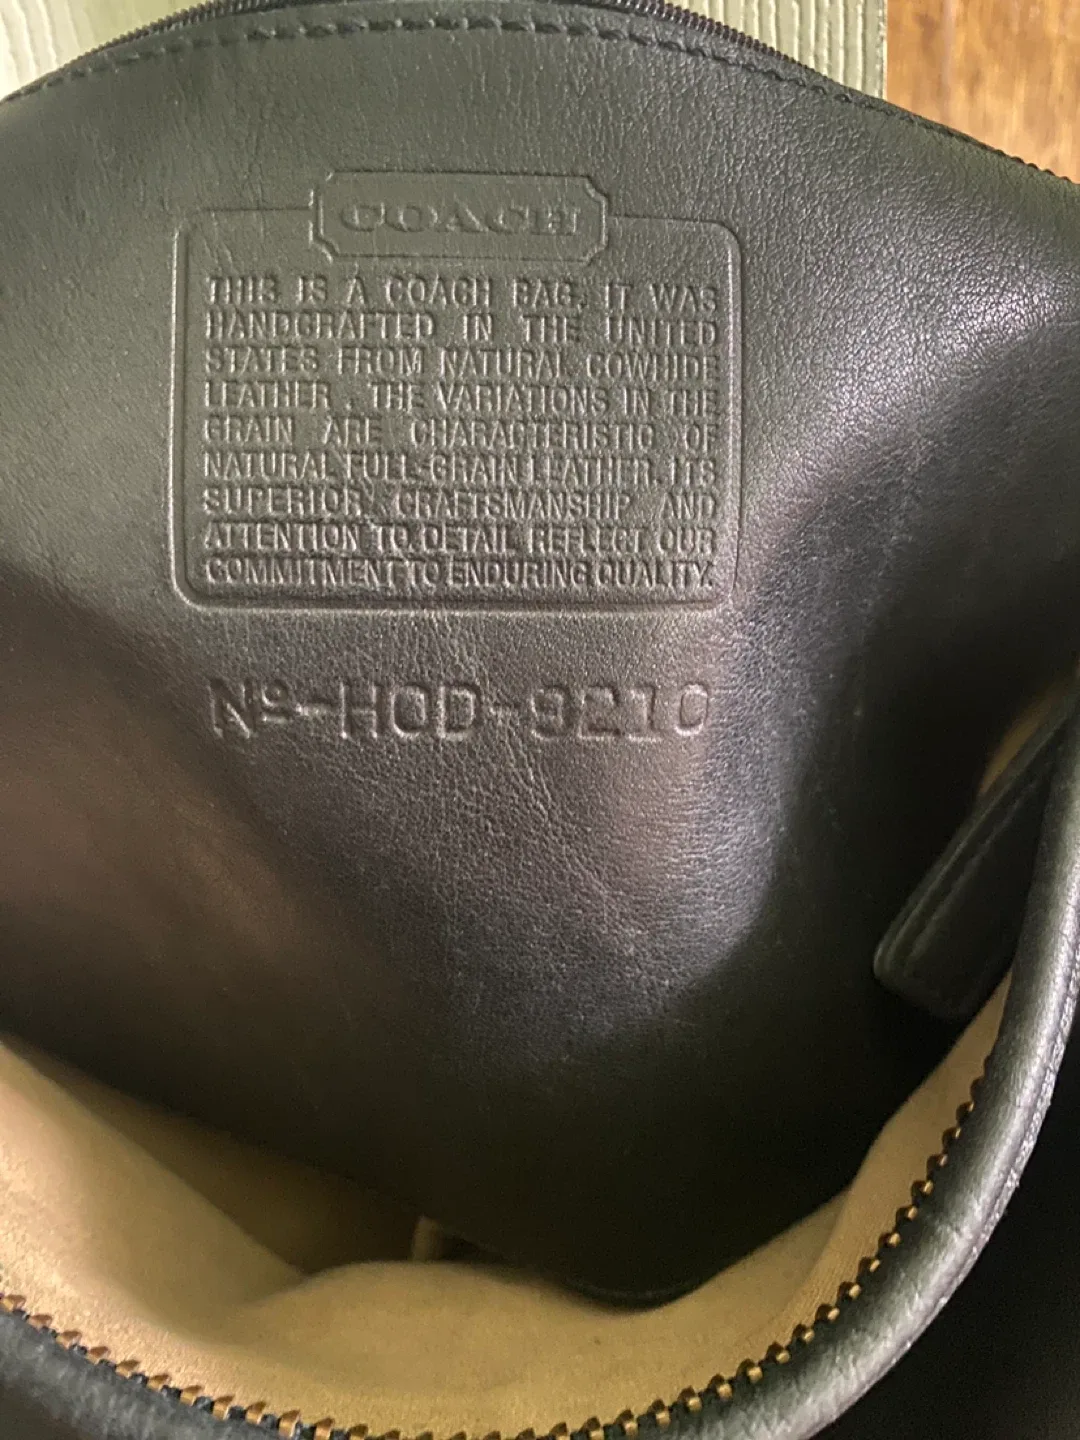 COACH
THIS IS A COACH BAG. IT WAS
HANDCRAFTED IN THE UNITED
STATES FROM NATURAL COWHIDE
LEATHER. THE VARIATIONS IN THE
GRAIN ARE CHARACTERISTIC OF
NATURAL FULL-GRAIN LEATHER. ITS
SUPERIOR CRAFTSMANSHIP AND
ATTENTION TO DETAIL REFLECT OUR
COMMITMENT TO ENDURING QUALITY.
Nº-HOD-9210